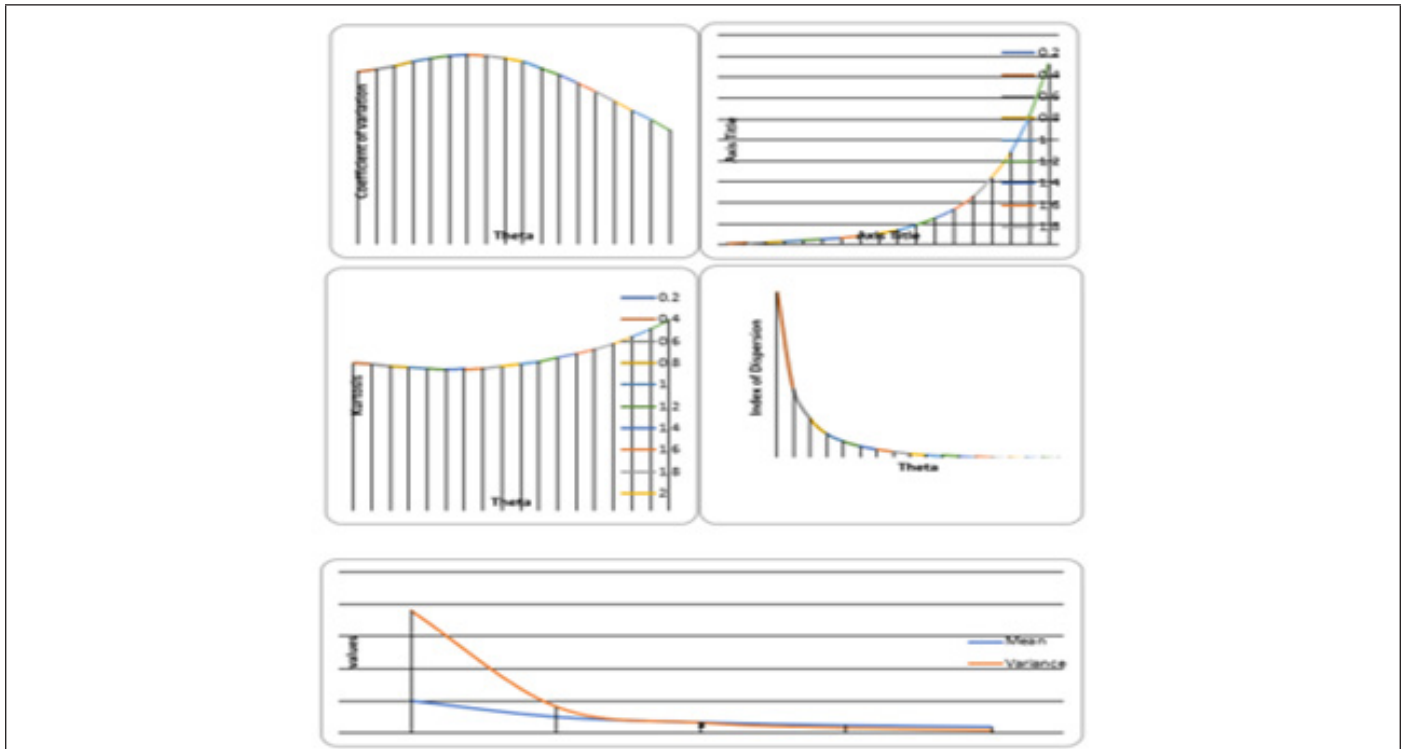 Coefficient of variation
Theta
Axis Title
Axis Title
0.2
0.4
0.6
0.8
1
1.2
1.4
1.6
1.8
Kurtosis
Theta
0.2
0.4
0.6
0.8
1
1.2
1.4
1.6
1.8
2
Index of Dispersion
Theta
values
Mean
Variance